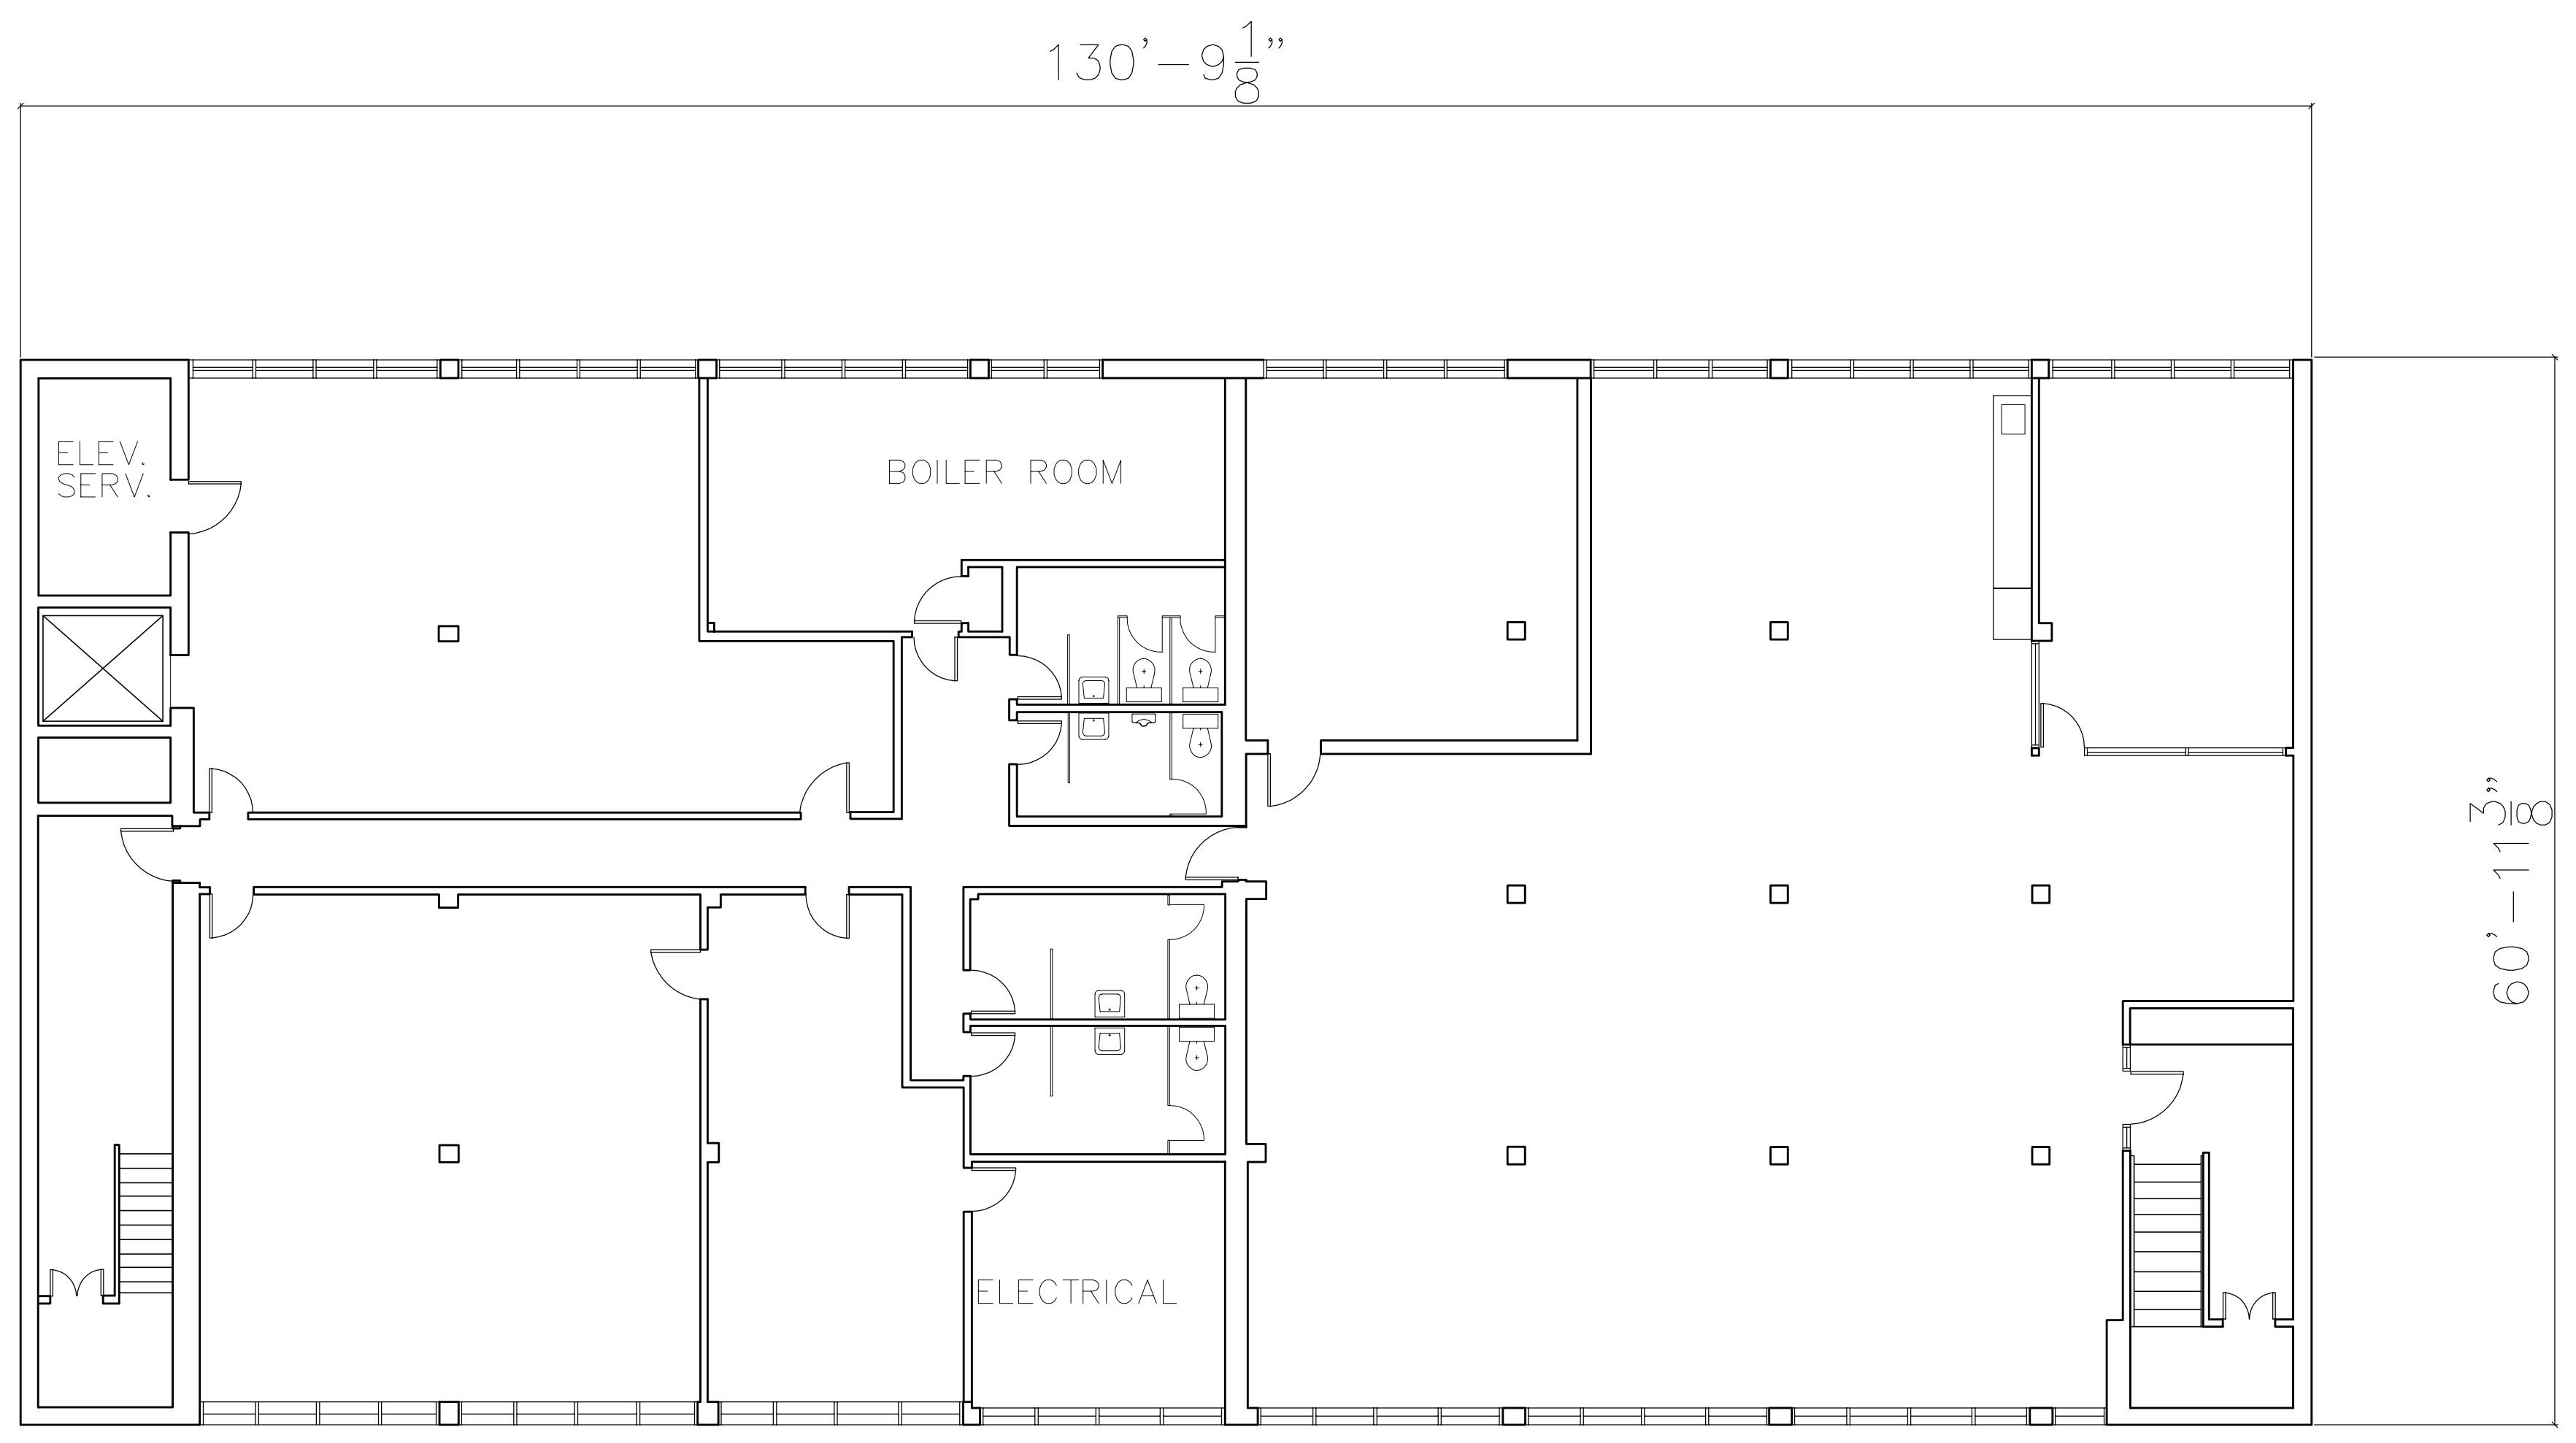 130'-9 1/8"
ELEV.
SERV.
BOILER ROOM
60'-11 3/8"
ELECTRICAL